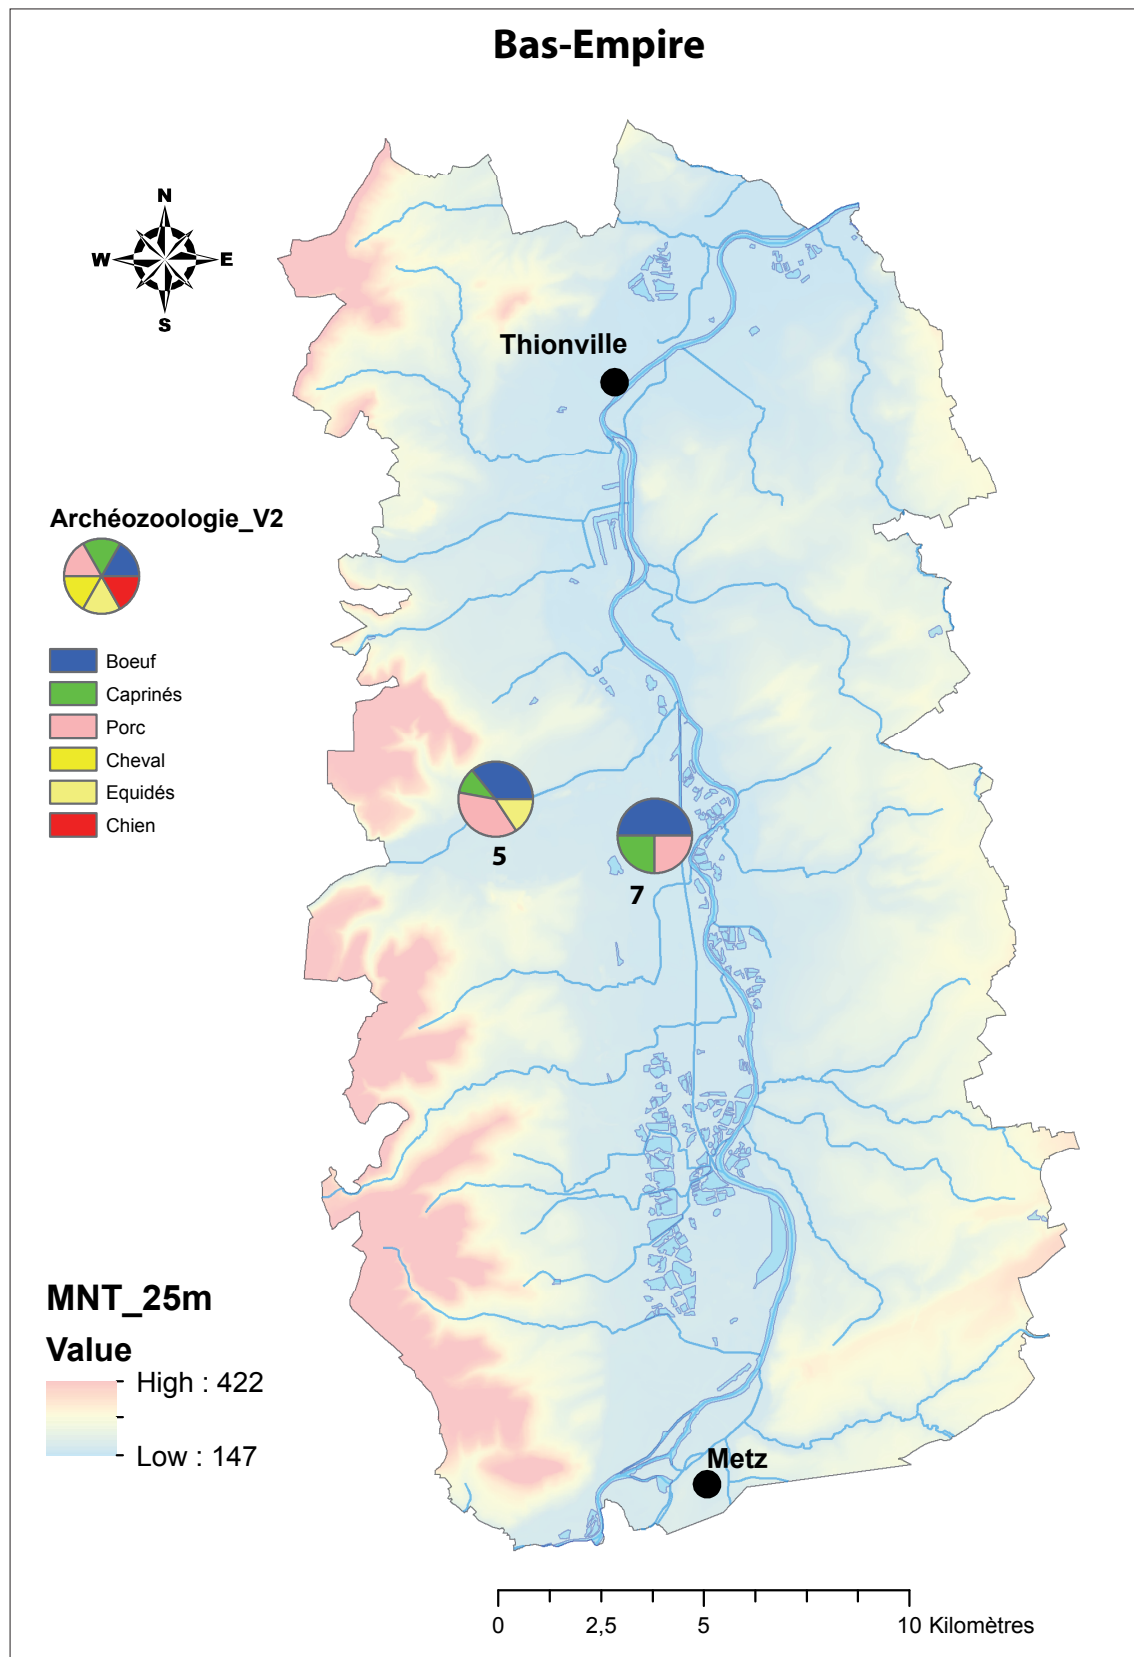 Bas-Empire
N
W
E
S
Thionville
Archéozoologie_V2
Boeuf
Caprinés
Porc
Cheval
Equidés
Chien
5
7
MNT_25m
Value
High : 422
Low : 147
Metz
0 2,5 5 10 Kilomètres